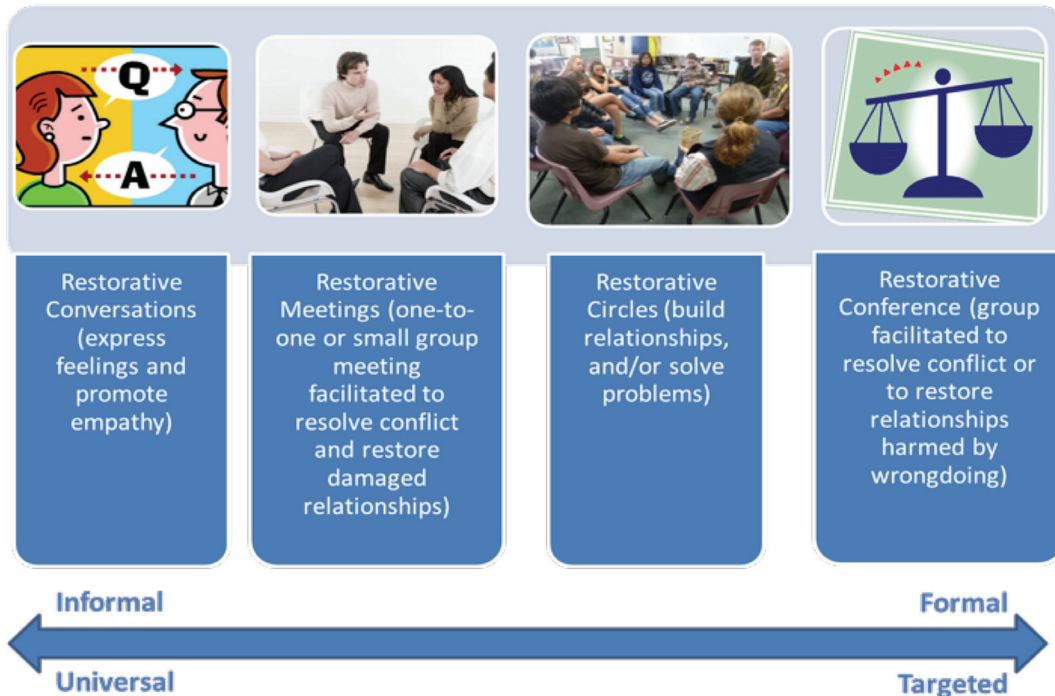 Q
A
Restorative
Conversations
(express
feelings and
promote
empathy)
Restorative
Meetings (one-to-
one or small group
meeting
facilitated to
resolve conflict
and restore
damaged
relationships)
Restorative
Circles (build
relationships,
and/or solve
problems)
Restorative
Conference (group
facilitated to
resolve conflict or
to restore
relationships
harmed by
wrongdoing)
Informal
Formal
Universal
Targeted